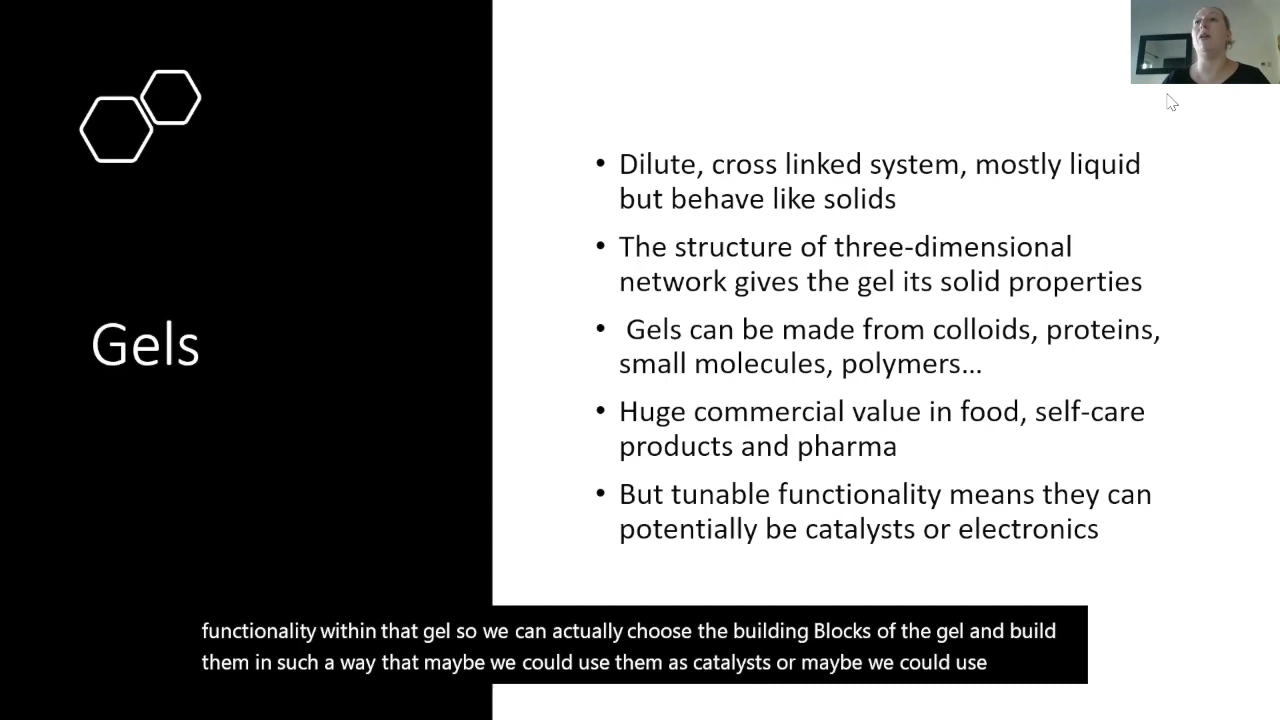 Gels
• Dilute, cross linked system, mostly liquid
but behave like solids
• The structure of three-dimensional
network gives the gel its solid properties
• Gels can be made from colloids, proteins,
small molecules, polymers...
• Huge commercial value in food, self-care
products and pharma
• But tunable functionality means they can
potentially be catalysts or electronics
functionality within that gel so we can actually choose the building Blocks of the gel and build
them in such a way that maybe we could use them as catalysts or maybe we could use